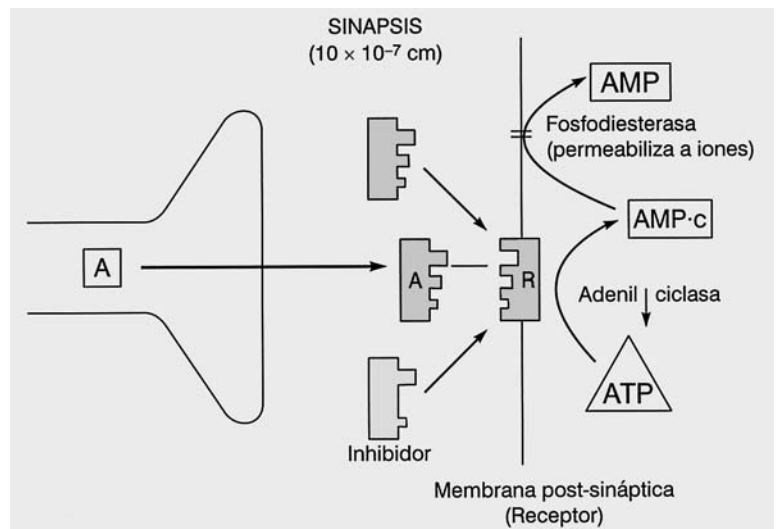 SINAPSIS
(10 × 10⁻⁷ cm)
AMP
Fosfodiesterasa
(permeabiliza a iones)
AMP·c
A
A
R
Adenil ciclasa
ATP
Inhibidor
Membrana post-sináptica
(Receptor)